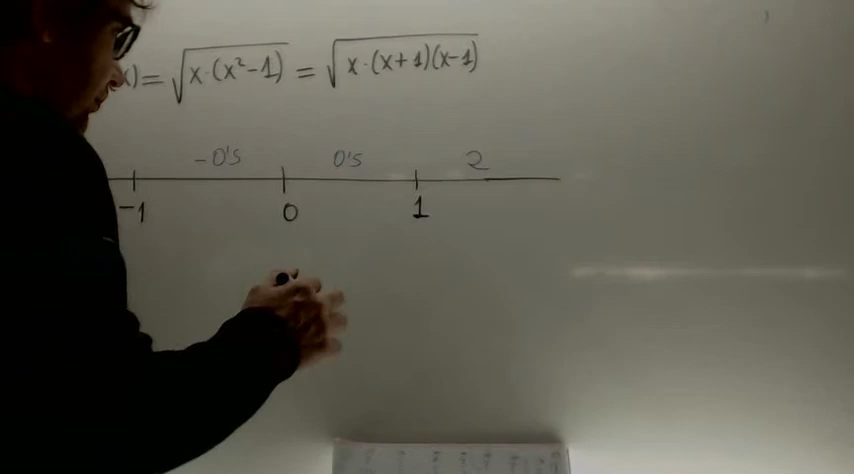 x) = √x·(x²-1) = √x·(x+1)(x-1)
-0'5 0'5 2
-1 0 1